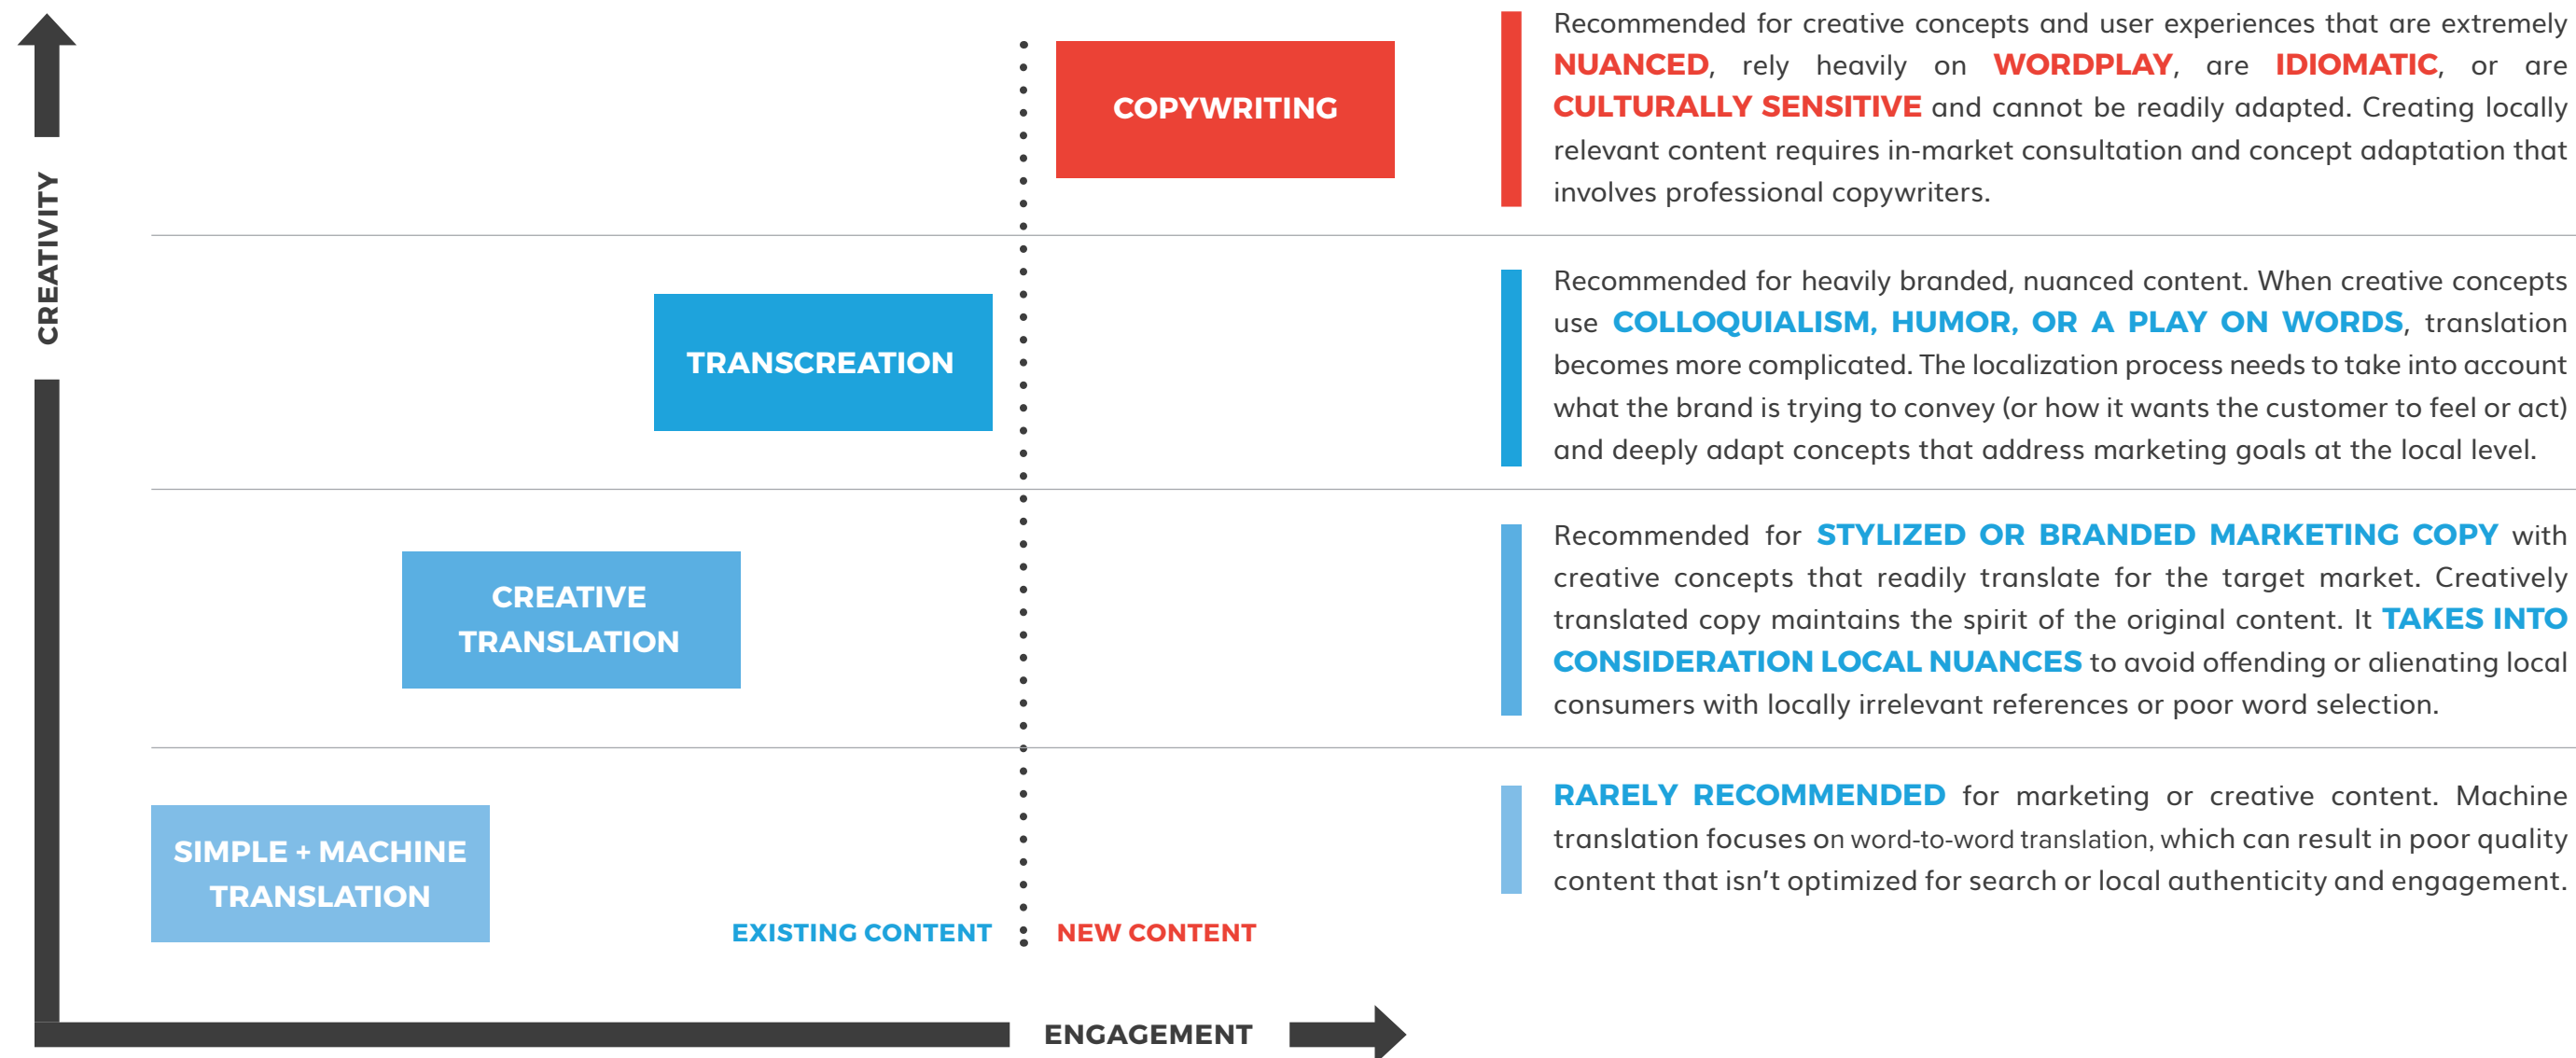 CREATIVITY
COPYWRITING
Recommended for creative concepts and user experiences that are extremely
NUANCED, rely heavily on WORDPLAY, are IDIOMATIC, or are
CULTURALLY SENSITIVE and cannot be readily adapted. Creating locally
relevant content requires in-market consultation and concept adaptation that
involves professional copywriters.
TRANSCREATION
Recommended for heavily branded, nuanced content. When creative concepts
use COLLOQUIALISM, HUMOR, OR A PLAY ON WORDS, translation
becomes more complicated. The localization process needs to take into account
what the brand is trying to convey (or how it wants the customer to feel or act)
and deeply adapt concepts that address marketing goals at the local level.
CREATIVE
TRANSLATION
Recommended for STYLIZED OR BRANDED MARKETING COPY with
creative concepts that readily translate for the target market. Creatively
translated copy maintains the spirit of the original content. It TAKES INTO
CONSIDERATION LOCAL NUANCES to avoid offending or alienating local
consumers with locally irrelevant references or poor word selection.
SIMPLE + MACHINE
TRANSLATION
RARELY RECOMMENDED for marketing or creative content. Machine
translation focuses on word-to-word translation, which can result in poor quality
content that isn't optimized for search or local authenticity and engagement.
EXISTING CONTENT
NEW CONTENT
ENGAGEMENT